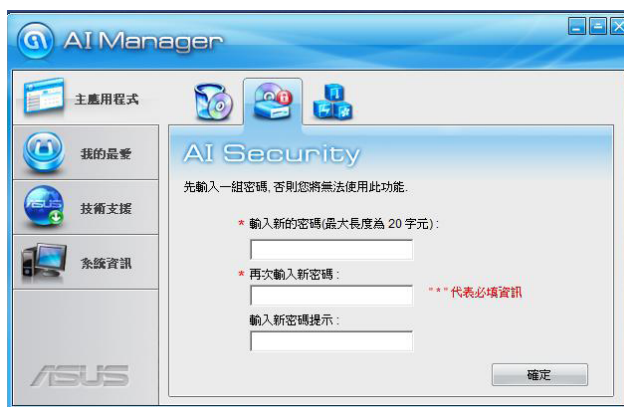 AI Manager
主應用程式
我的最愛
技術支援
系統資訊
ASUS
AI Security
先輸入一組密碼, 否則您將無法使用此功能.
* 輸入新的密碼(最大長度為 20 字元) :
* 再次輸入新密碼 :
"*"代表必填資訊
輸入新密碼提示 :
確定
ASUS